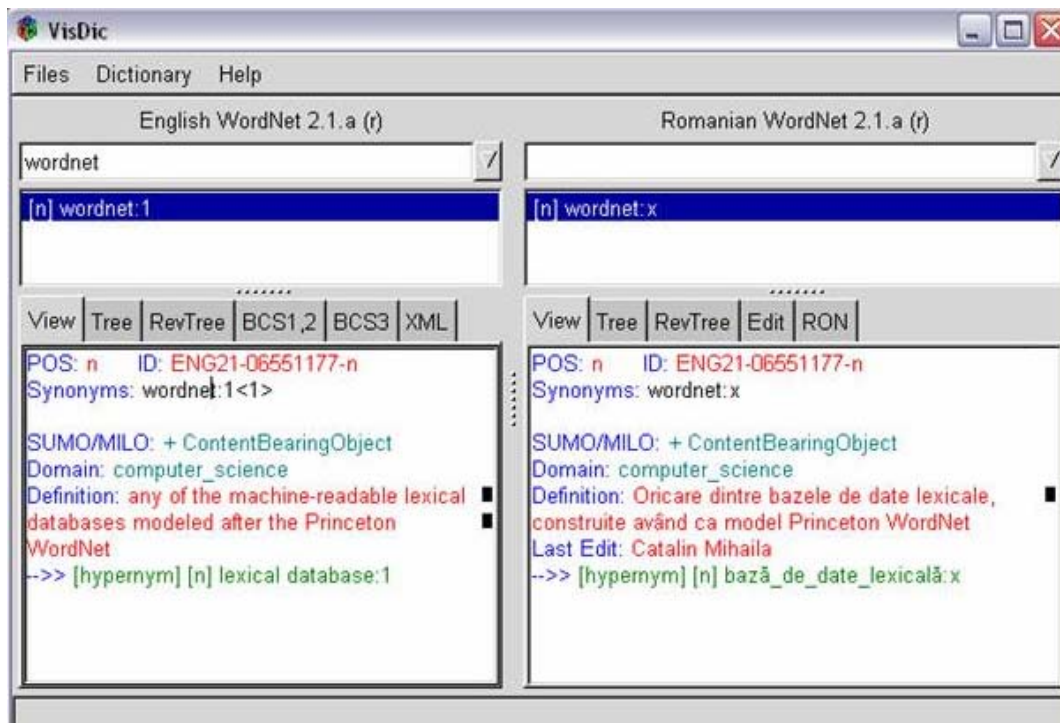 VisDic
Files Dictionary Help
English WordNet 2.1.a (r)
wordnet
[n] wordnet:1
View Tree RevTree BCS1,2 BCS3 XML
POS: n ID: ENG21-06551177-n
Synonyms: wordnet:1<1>
SUMO/MILO: + ContentBearingObject
Domain: computer_science
Definition: any of the machine-readable lexical
databases modeled after the Princeton
WordNet
-->> [hypernym] [n] lexical database:1
Romanian WordNet 2.1.a (r)
[n] wordnet:x
View Tree RevTree Edit RON
POS: n ID: ENG21-06551177-n
Synonyms: wordnet:x
SUMO/MILO: + ContentBearingObject
Domain: computer_science
Definition: Oricare dintre bazele de date lexicale,
construite având ca model Princeton WordNet
Last Edit: Catalin Mihaila
-->> [hypernym] [n] bază_de_date_lexicală:x